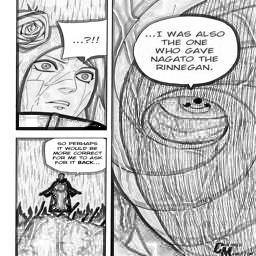 ...?!!
...I WAS ALSO
THE ONE
WHO GAVE
NAGATO THE
RINNEGAN.
SO PERHAPS
IT WOULD BE
MORE CORRECT
FOR ME TO ASK
FOR IT BACK...